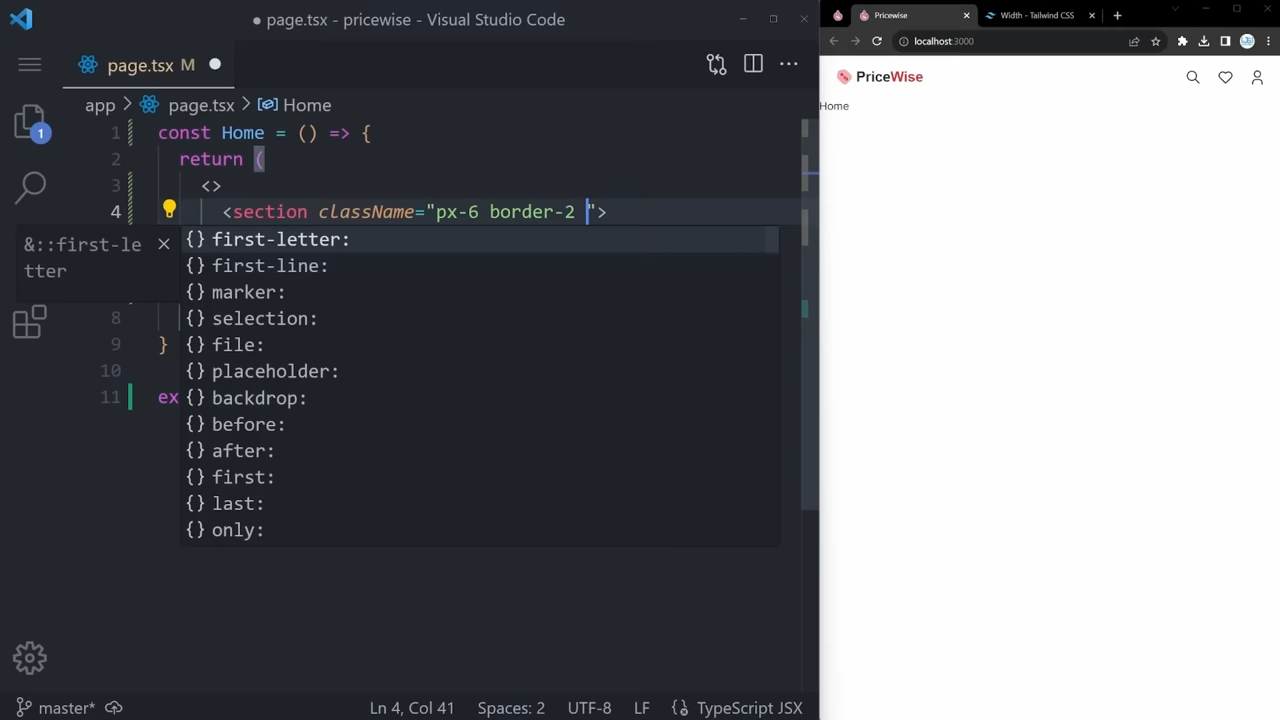 page.tsx - pricewise - Visual Studio Code
page.tsx M
app > page.tsx > Home
1 const Home = () => {
2 return (
3 <>
4 <section className="px-6 border-2 ">
&::first-le
tter
first-letter:
first-line:
marker:
selection:
file:
placeholder:
backdrop:
before:
after:
first:
last:
only:
8
9 }
10
11 ex
1
master*
Ln 4, Col 41
Spaces: 2
UTF-8
LF
TypeScript JSX
Pricewise
Width - Tailwind CSS
localhost:3000
PriceWise
Home